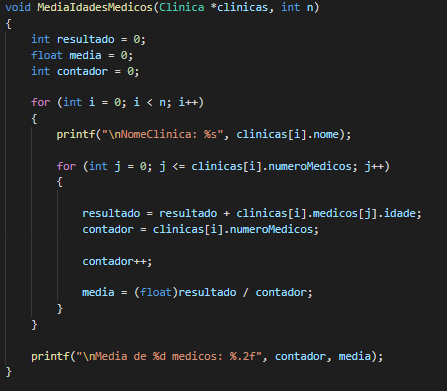 void MediaIdadesMedicos(Clinica *clinicas, int n)
{
    int resultado = 0;
    float media = 0;
    int contador = 0;

    for (int i = 0; i < n; i++)
    {
        printf("\nNomeClinica: %s", clinicas[i].nome);

        for (int j = 0; j <= clinicas[i].numeroMedicos; j++)
        {

            resultado = resultado + clinicas[i].medicos[j].idade;
            contador = clinicas[i].numeroMedicos;

            contador++;

            media = (float)resultado / contador;
        }
    }

    printf("\nMedia de %d medicos: %.2f", contador, media);
}